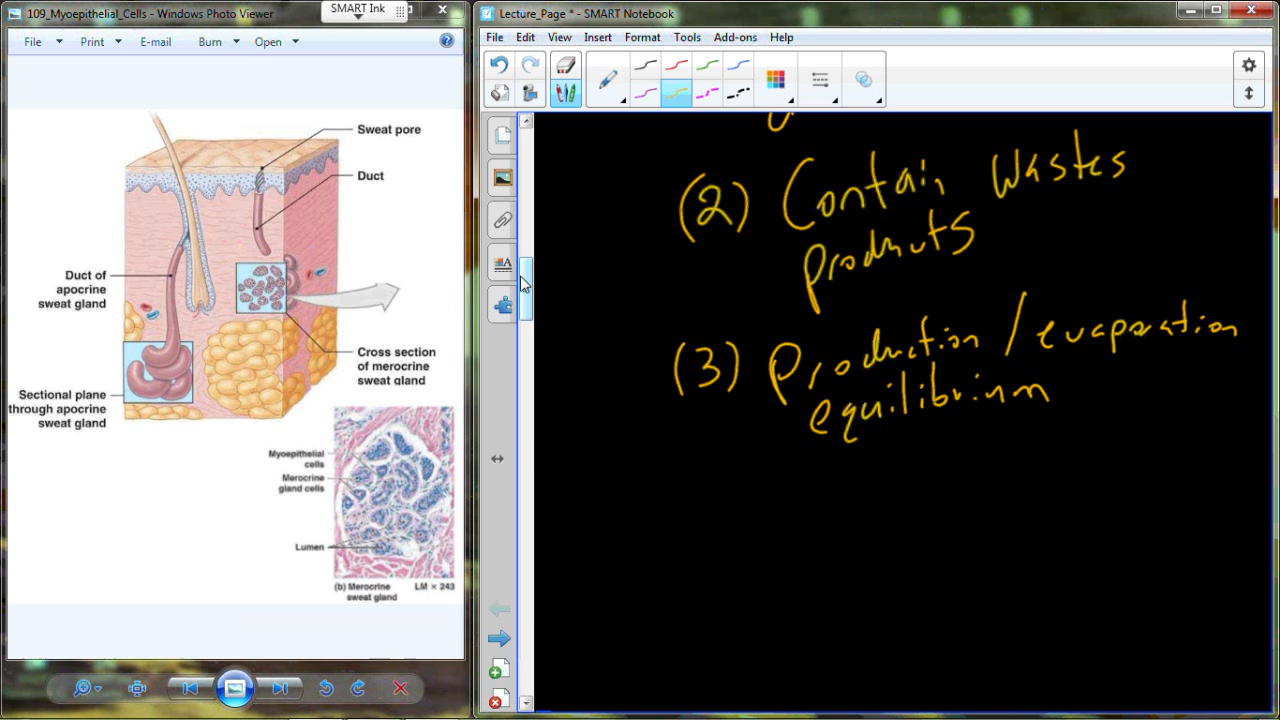 109_Myoepithelial_Cells - Windows Photo Viewer
SMART Ink
File Print E-mail Burn Open
Sweat pore
Duct
Duct of
apocrine
sweat gland
Cross section
of merocrine
sweat gland
Sectional plane
through apocrine
sweat gland
Myoepithelial
cells
Merocrine
gland cells
Lumen
(b) Merocrine
sweat gland
LM × 243
Lecture_Page * - SMART Notebook
File Edit View Insert Format Tools Add-ons Help
(2) Contain Wastes
Products
(3) Production / evaporation
equilibrium